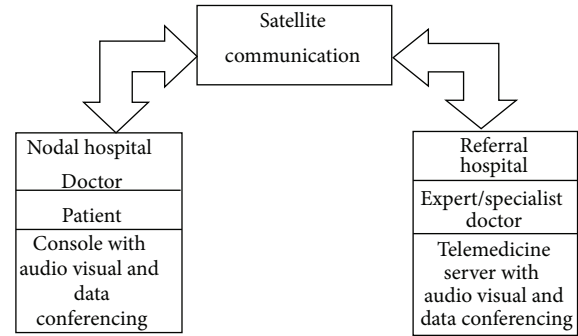 Satellite
communication
Nodal hospital
Doctor
Patient
Console with
audio visual and
data
conferencing
Referral
hospital
Expert/specialist
doctor
Telemedicine
server with
audio visual and
data conferencing